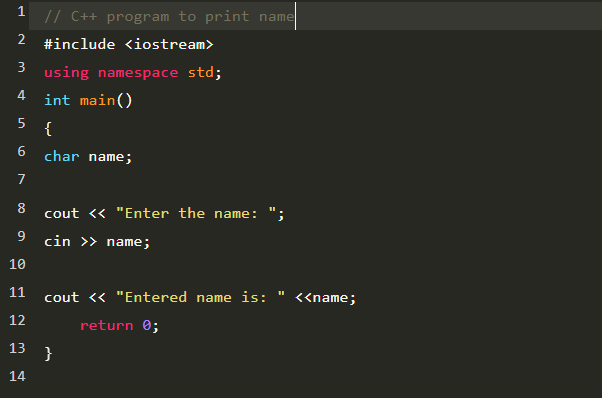 1 // C++ program to print name
2 #include <iostream>
3 using namespace std;
4 int main()
5 {
6 char name;
7
8 cout << "Enter the name: ";
9 cin >> name;
10
11 cout << "Entered name is: " <<name;
12     return 0;
13 }
14